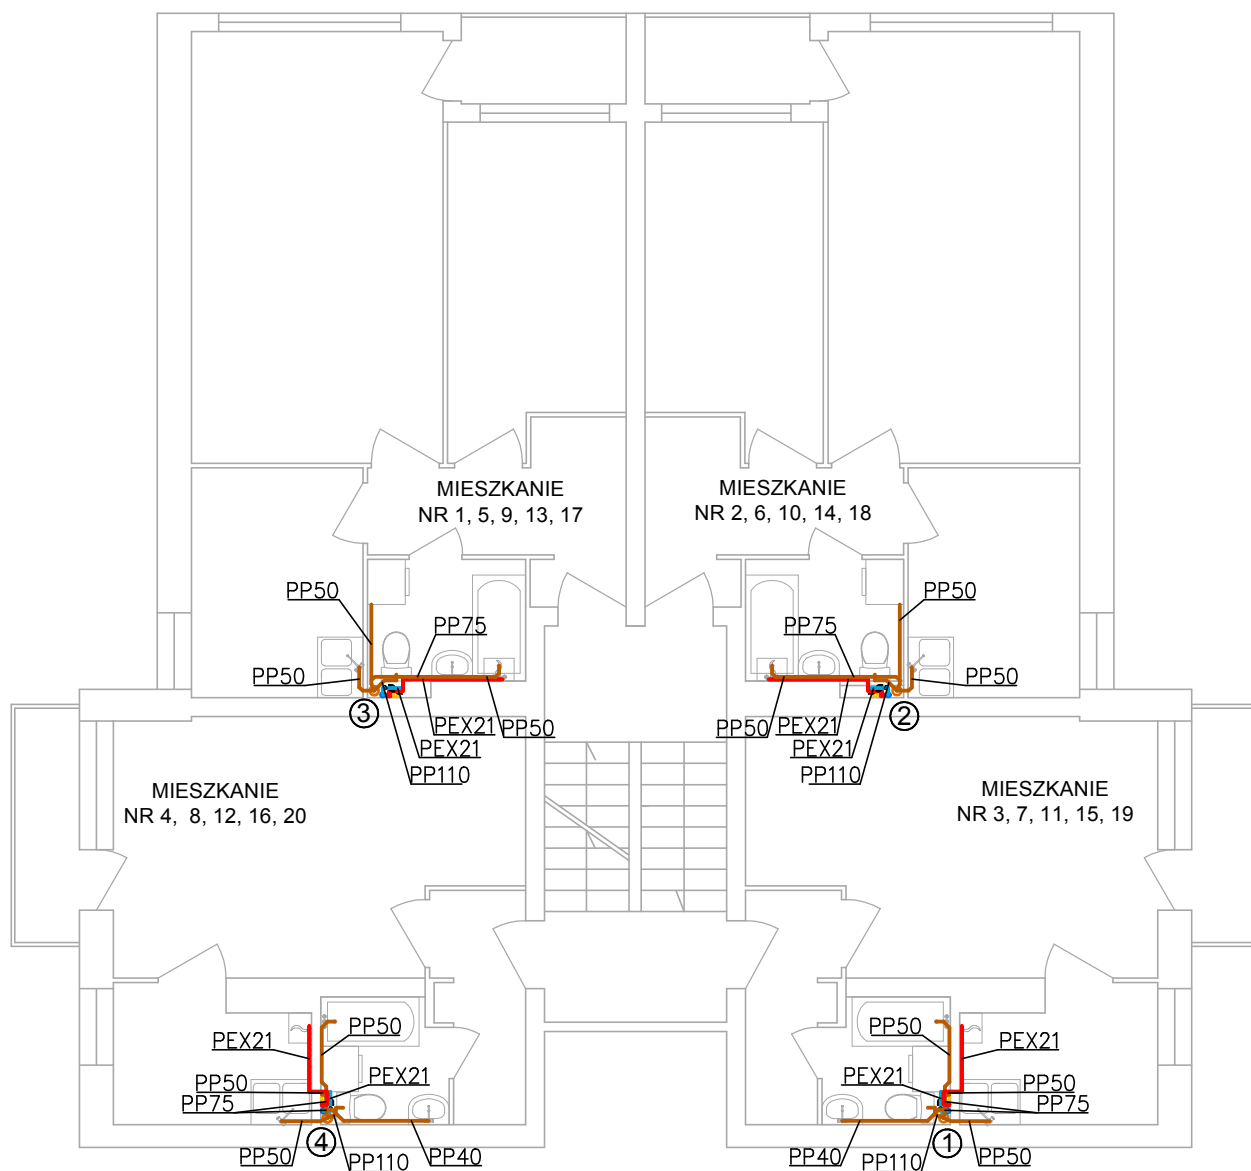 MIESZKANIE
NR 1, 5, 9, 13, 17
MIESZKANIE
NR 2, 6, 10, 14, 18
PP50
PP75
PP50
3
PEX21
PP50
PEX21
PP110
PP50
PP75
PP50
2
PP50
PEX21
PEX21
PP110
MIESZKANIE
NR 4, 8, 12, 16, 20
MIESZKANIE
NR 3, 7, 11, 15, 19
PP50
PEX21
PP50
PEX21
PP75
PP50
4
PP110
PP40
PP50
PEX21
PEX21
PP50
PP75
PP40
PP110
1
PP50